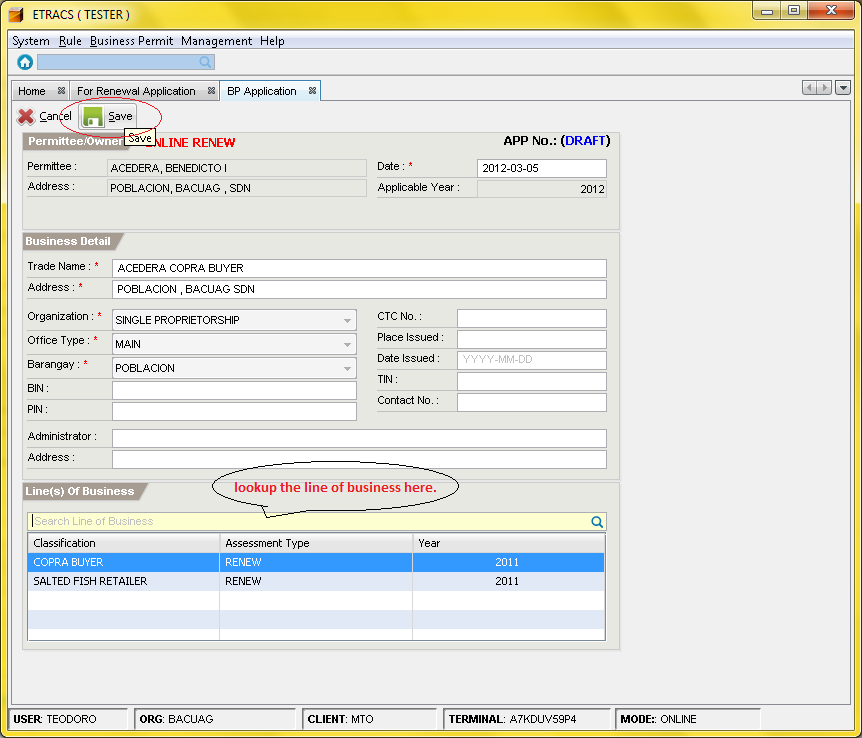 ETRACS ( TESTER )
System Rule Business Permit Management Help
Home For Renewal Application BP Application
Cancel Save
Save
Permittee/Owner NLINE RENEW APP No.: (DRAFT)
Permittee : ACEDERA, BENEDICTO I Date : * 2012-03-05
Address : POBLACION, BACUAG , SDN Applicable Year : 2012
Business Detail
Trade Name : * ACEDERA COPRA BUYER
Address : * POBLACION , BACUAG SDN
Organization : * SINGLE PROPRIETORSHIP CTC No. :
Office Type : * MAIN Place Issued :
Barangay : * POBLACION Date Issued : YYYY-MM-DD
BIN : TIN :
PIN : Contact No. :
Administrator :
Address :
Line(s) Of Business
lookup the line of business here.
Search Line of Business
Classification Assessment Type Year
COPRA BUYER RENEW 2011
SALTED FISH RETAILER RENEW 2011
USER: TEODORO ORG: BACUAG CLIENT: MTO TERMINAL: A7KDUV59P4 MODE:: ONLINE